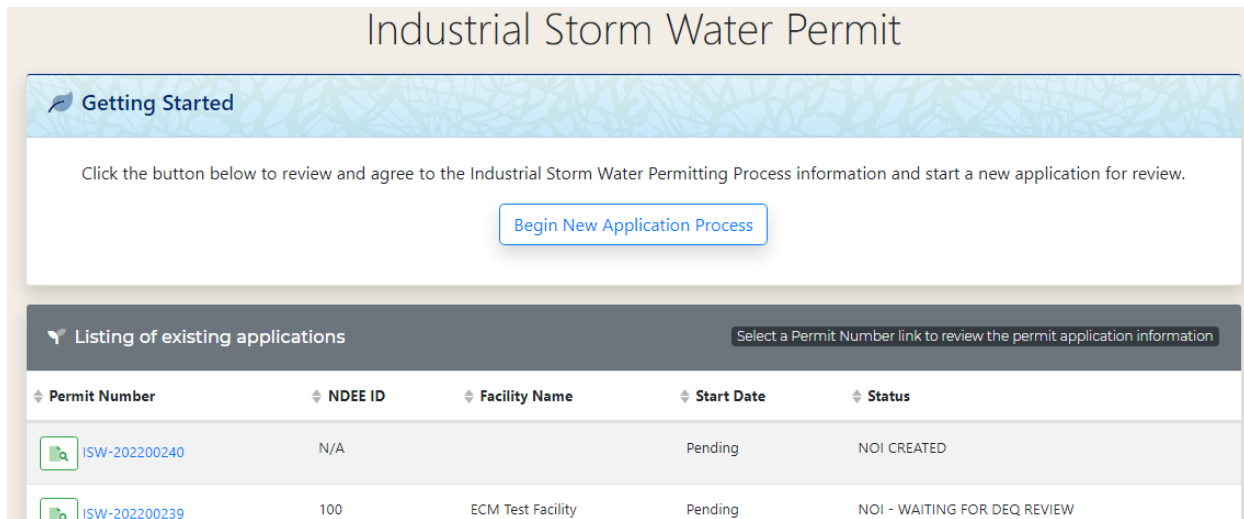 Industrial Storm Water Permit
Getting Started
Click the button below to review and agree to the Industrial Storm Water Permitting Process information and start a new application for review.
Begin New Application Process
Listing of existing applications
Select a Permit Number link to review the permit application information
Permit Number NDEE ID Facility Name Start Date Status
ISW-202200240 N/A Pending NOI CREATED
ISW-202200239 100 ECM Test Facility Pending NOI - WAITING FOR DEQ REVIEW